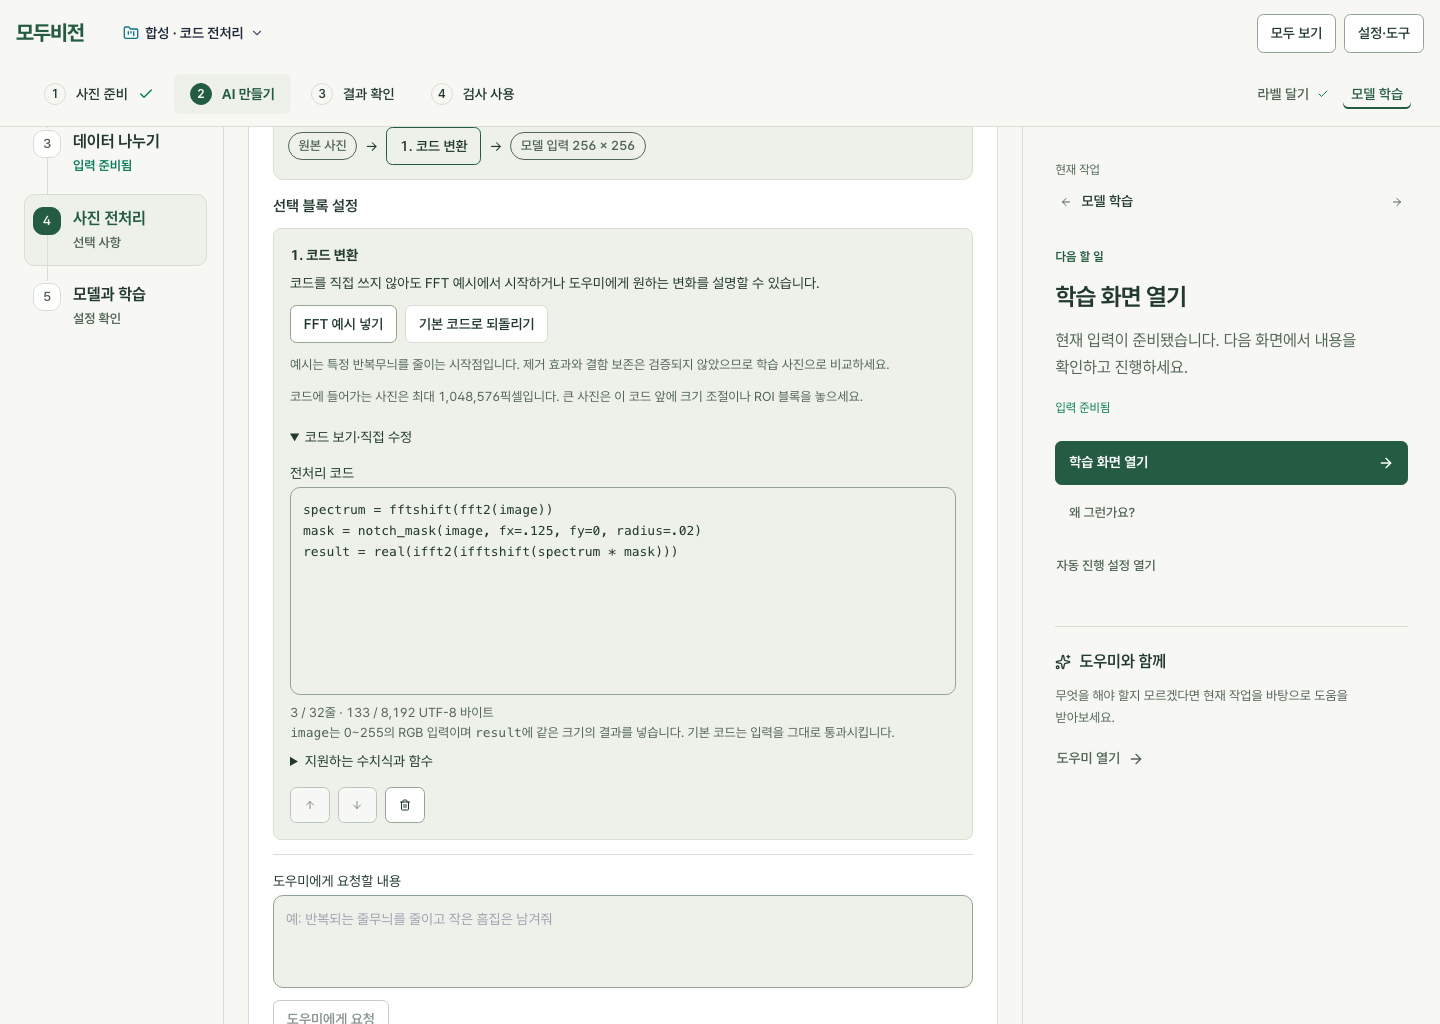 모두비전
합성 · 코드 전처리
모두 보기
설정·도구
1 사진 준비
2 AI 만들기
3 결과 확인
4 검사 사용
라벨 달기
모델 학습
3 데이터 나누기
입력 준비됨
4 사진 전처리
선택 사항
5 모델과 학습
설정 확인
원본 사진 → 1. 코드 변환 → 모델 입력 256 × 256
선택 블록 설정
1. 코드 변환
코드를 직접 쓰지 않아도 FFT 예시에서 시작하거나 도우미에게 원하는 변화를 설명할 수 있습니다.
FFT 예시 넣기
기본 코드로 되돌리기
예시는 특정 반복무늬를 줄이는 시작점입니다. 제거 효과와 결함 보존은 검증되지 않았으므로 학습 사진으로 비교하세요.
코드에 들어가는 사진은 최대 1,048,576픽셀입니다. 큰 사진은 이 코드 앞에 크기 조절이나 ROI 블록을 놓으세요.
▼ 코드 보기·직접 수정
전처리 코드
spectrum = fftshift(fft2(image))
mask = notch_mask(image, fx=.125, fy=0, radius=.02)
result = real(ifft2(ifftshift(spectrum * mask)))
3 / 32줄 · 133 / 8,192 UTF-8 바이트
image는 0~255의 RGB 입력이며 result에 같은 크기의 결과를 넣습니다. 기본 코드는 입력을 그대로 통과시킵니다.
▶ 지원하는 수치식과 함수
도우미에게 요청할 내용
예: 반복되는 줄무늬를 줄이고 작은 흠집은 남겨줘
도우미에게 요청
현재 작업
← 모델 학습 →
다음 할 일
학습 화면 열기
현재 입력이 준비됐습니다. 다음 화면에서 내용을
확인하고 진행하세요.
입력 준비됨
학습 화면 열기 →
왜 그런가요?
자동 진행 설정 열기
도우미와 함께
무엇을 해야 할지 모르겠다면 현재 작업을 바탕으로 도움을
받아보세요.
도우미 열기 →